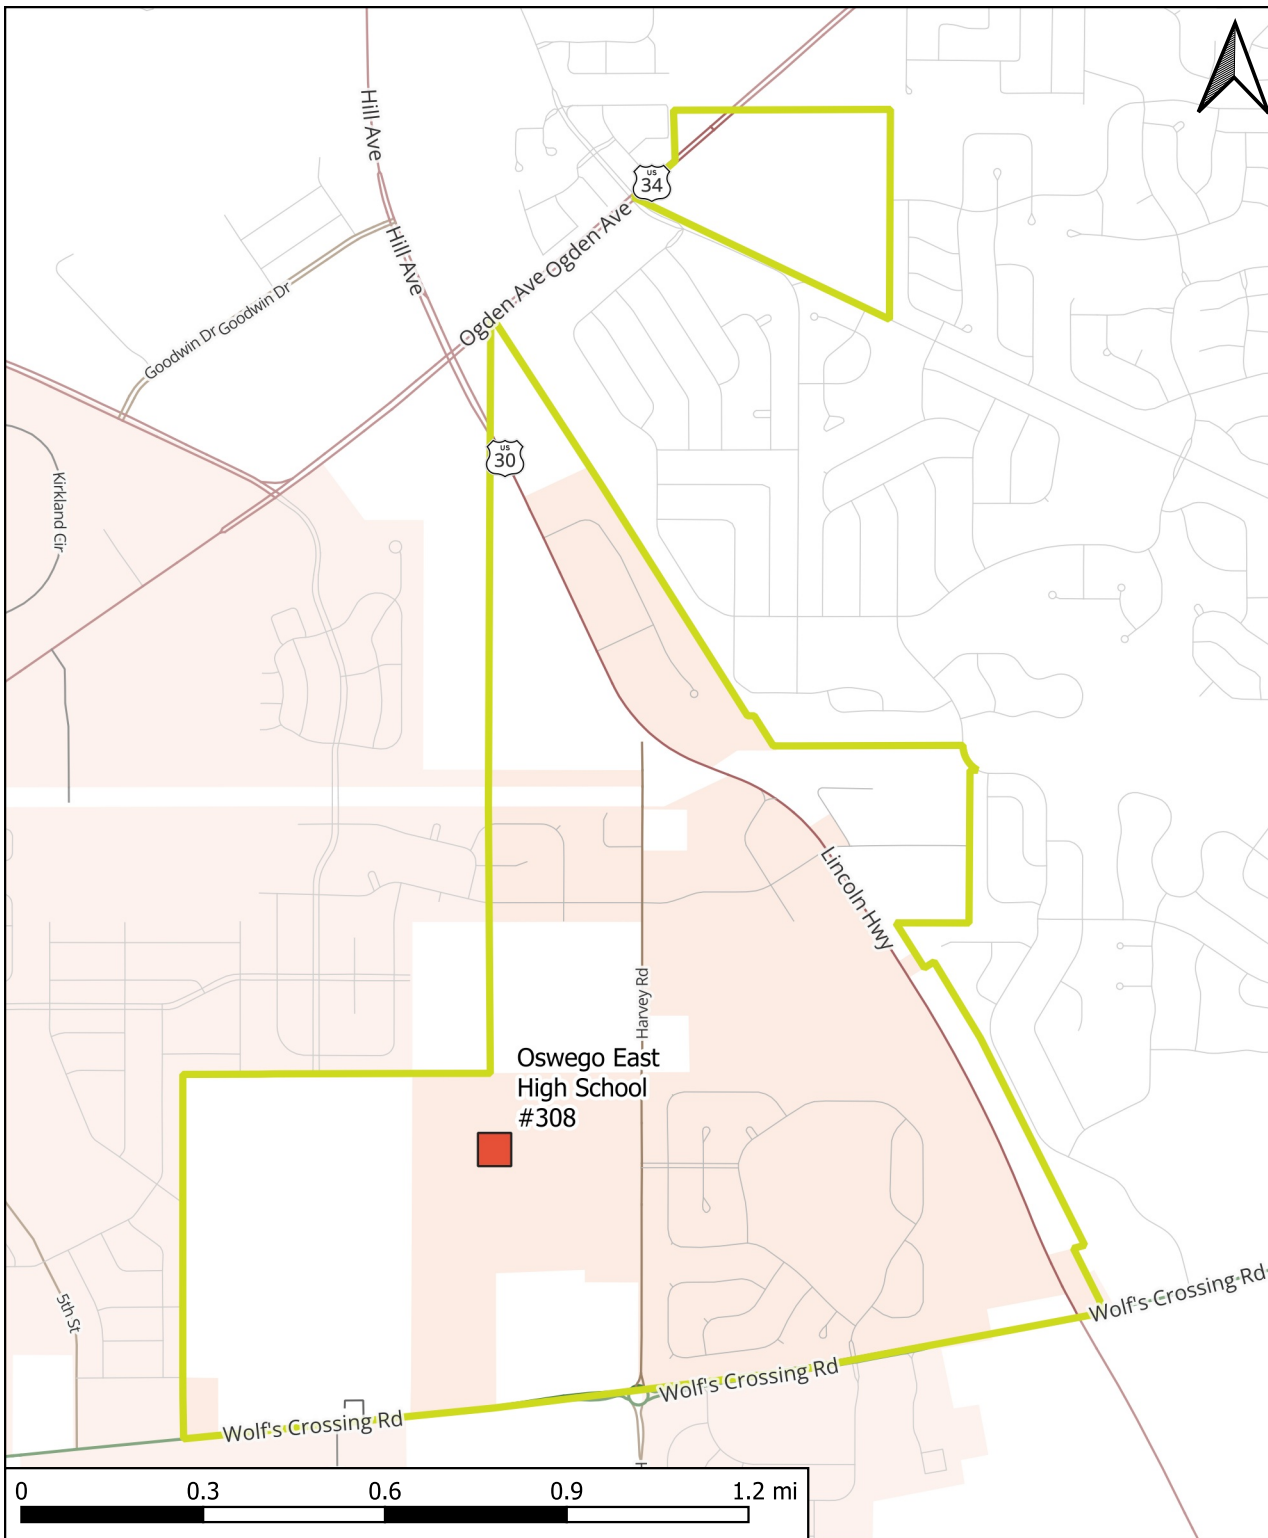 Hill Ave
US
34
Hill Ave
Ogden Ave
Ogden Ave
Goodwin Dr
Goodwin Dr
US
30
Kirkland Cir
Lincoln Hwy
Harvey Rd
Oswego East
High School
#308
5th St
Wolf's Crossing Rd
Wolf's Crossing Rd
Wolf's Crossing Rd
0 0.3 0.6 0.9 1.2 mi